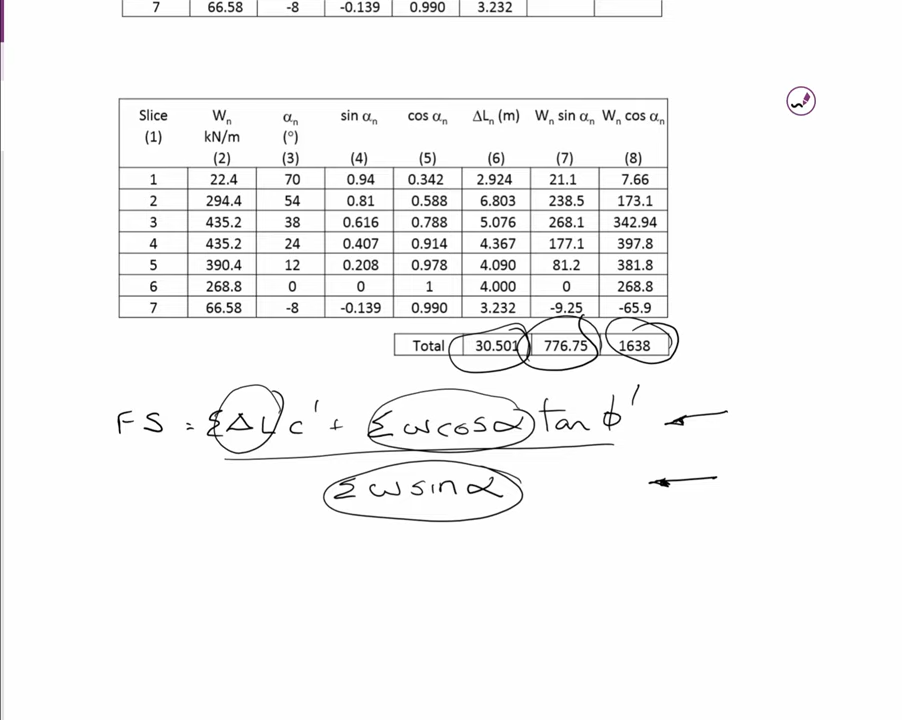 7 66.58 -8 -0.139 0.990 3.232
Slice Wn αn sin αn cos αn ΔLn (m) Wn sin αn Wn cos αn
(1) kN/m (°)
(2) (3) (4) (5) (6) (7) (8)
1 22.4 70 0.94 0.342 2.924 21.1 7.66
2 294.4 54 0.81 0.588 6.803 238.5 173.1
3 435.2 38 0.616 0.788 5.076 268.1 342.94
4 435.2 24 0.407 0.914 4.367 177.1 397.8
5 390.4 12 0.208 0.978 4.090 81.2 381.8
6 268.8 0 0 1 4.000 0 268.8
7 66.58 -8 -0.139 0.990 3.232 -9.25 -65.9
Total 30.501 776.75 1638
FS = ΣΔL c' + Σwcosα tan ϕ'
Σwsinα